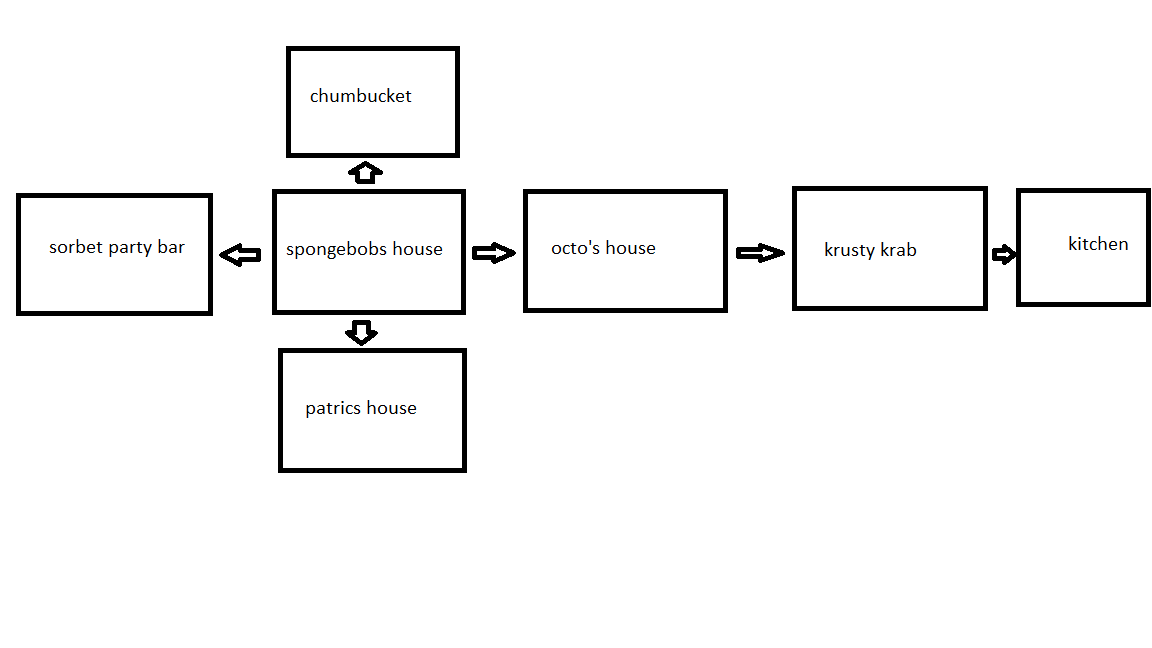 chumbucket
sorbet party bar
spongebobs house
octo's house
krusty krab
kitchen
patrics house